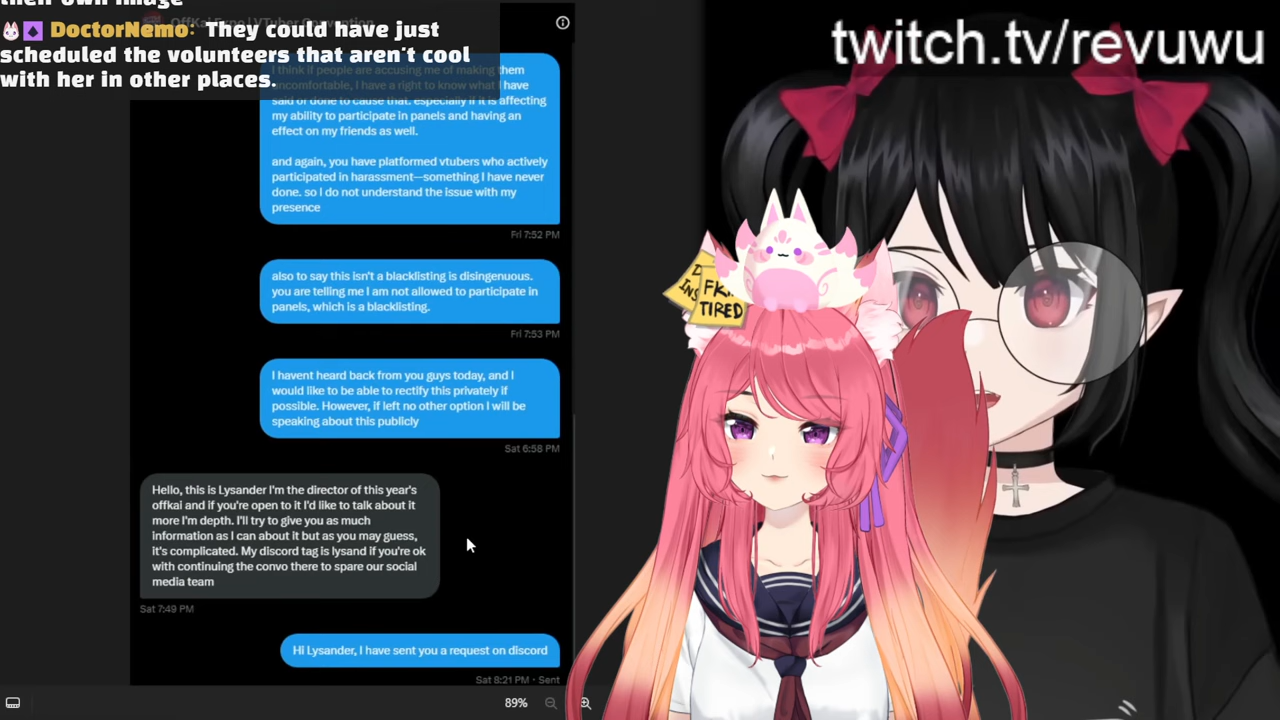 their own image
DoctorNemo: They could have just
scheduled the volunteers that aren't cool
with her in other places.
OffKai Expo | VTuber Convention
twitch.tv/revuwu
I think if people are accusing me of making them
uncomfortable, I have a right to know what I have
said or done to cause that. especially if it is affecting
my ability to participate in panels and having an
effect on my friends as well.
and again, you have platformed vtubers who actively
participated in harassment—something I have never
done. so I do not understand the issue with my
presence
Fri 7:52 PM
also to say this isn't a blacklisting is disingenuous.
you are telling me I am not allowed to participate in
panels, which is a blacklisting.
Fri 7:53 PM
I havent heard back from you guys today, and I
would like to be able to rectify this privately if
possible. However, if left no other option I will be
speaking about this publicly
Sat 6:58 PM
Hello, this is Lysander I'm the director of this year's
offkai and if you're open to it I'd like to talk about it
more I'm depth. I'll try to give you as much
information as I can about it but as you may guess,
it's complicated. My discord tag is lysand if you're ok
with continuing the convo there to spare our social
media team
Sat 7:49 PM
Hi Lysander, I have sent you a request on discord
Sat 8:21 PM · Sent
89%
TIRED